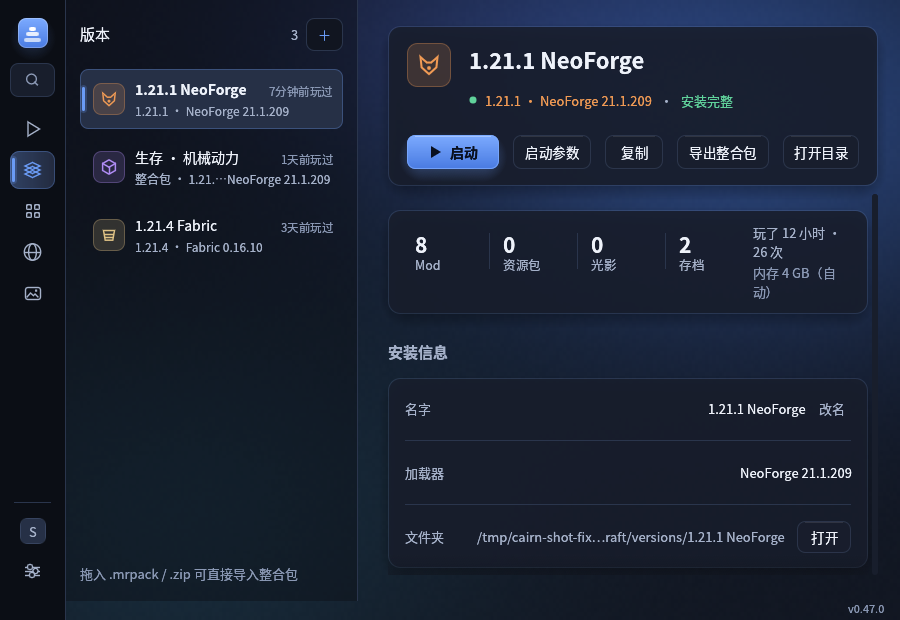 版本
3
1.21.1 NeoForge
7分钟前玩过
1.21.1 · NeoForge 21.1.209
生存 · 机械动力
1天前玩过
整合包 · 1.21.…NeoForge 21.1.209
1.21.4 Fabric
3天前玩过
1.21.4 · Fabric 0.16.10
拖入 .mrpack / .zip 可直接导入整合包
S
1.21.1 NeoForge
1.21.1 · NeoForge 21.1.209 · 安装完整
启动
启动参数
复制
导出整合包
打开目录
8
Mod
0
资源包
0
光影
2
存档
玩了 12 小时 ·
26 次
内存 4 GB（自
动）
安装信息
名字
1.21.1 NeoForge
改名
加载器
NeoForge 21.1.209
文件夹
/tmp/cairn-shot-fix…raft/versions/1.21.1 NeoForge
打开
v0.47.0